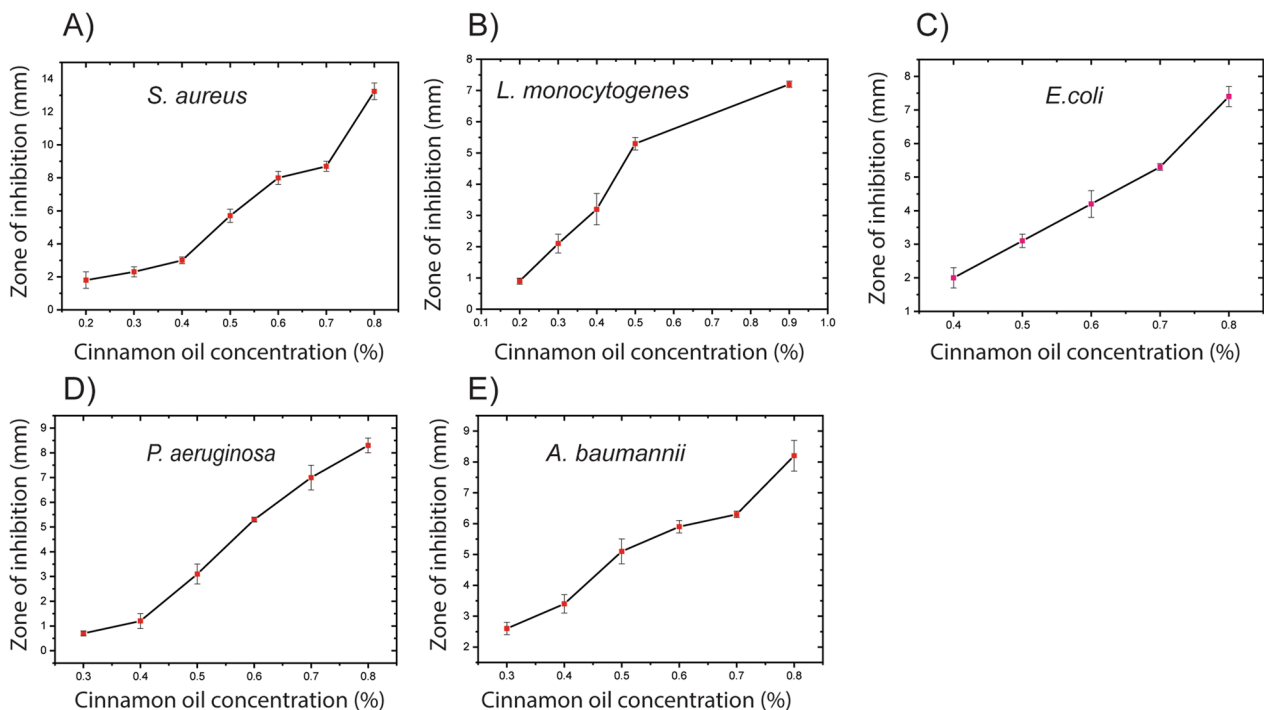 A)
S. aureus
Zone of inhibition (mm)
14
12
10
8
6
4
2
0
0.2 0.3 0.4 0.5 0.6 0.7 0.8
Cinnamon oil concentration (%)
B)
L. monocytogenes
Zone of inhibition (mm)
8
7
6
5
4
3
2
1
0
0.1 0.2 0.3 0.4 0.5 0.6 0.7 0.8 0.9 1.0
Cinnamon oil concentration (%)
C)
E.coli
Zone of inhibition (mm)
8
7
6
5
4
3
2
1
0.4 0.5 0.6 0.7 0.8
Cinnamon oil concentration (%)
D)
P. aeruginosa
Zone of inhibition (mm)
9
8
7
6
5
4
3
2
1
0
0.3 0.4 0.5 0.6 0.7 0.8
Cinnamon oil concentration (%)
E)
A. baumannii
Zone of inhibition (mm)
9
8
7
6
5
4
3
2
0.3 0.4 0.5 0.6 0.7 0.8
Cinnamon oil concentration (%)